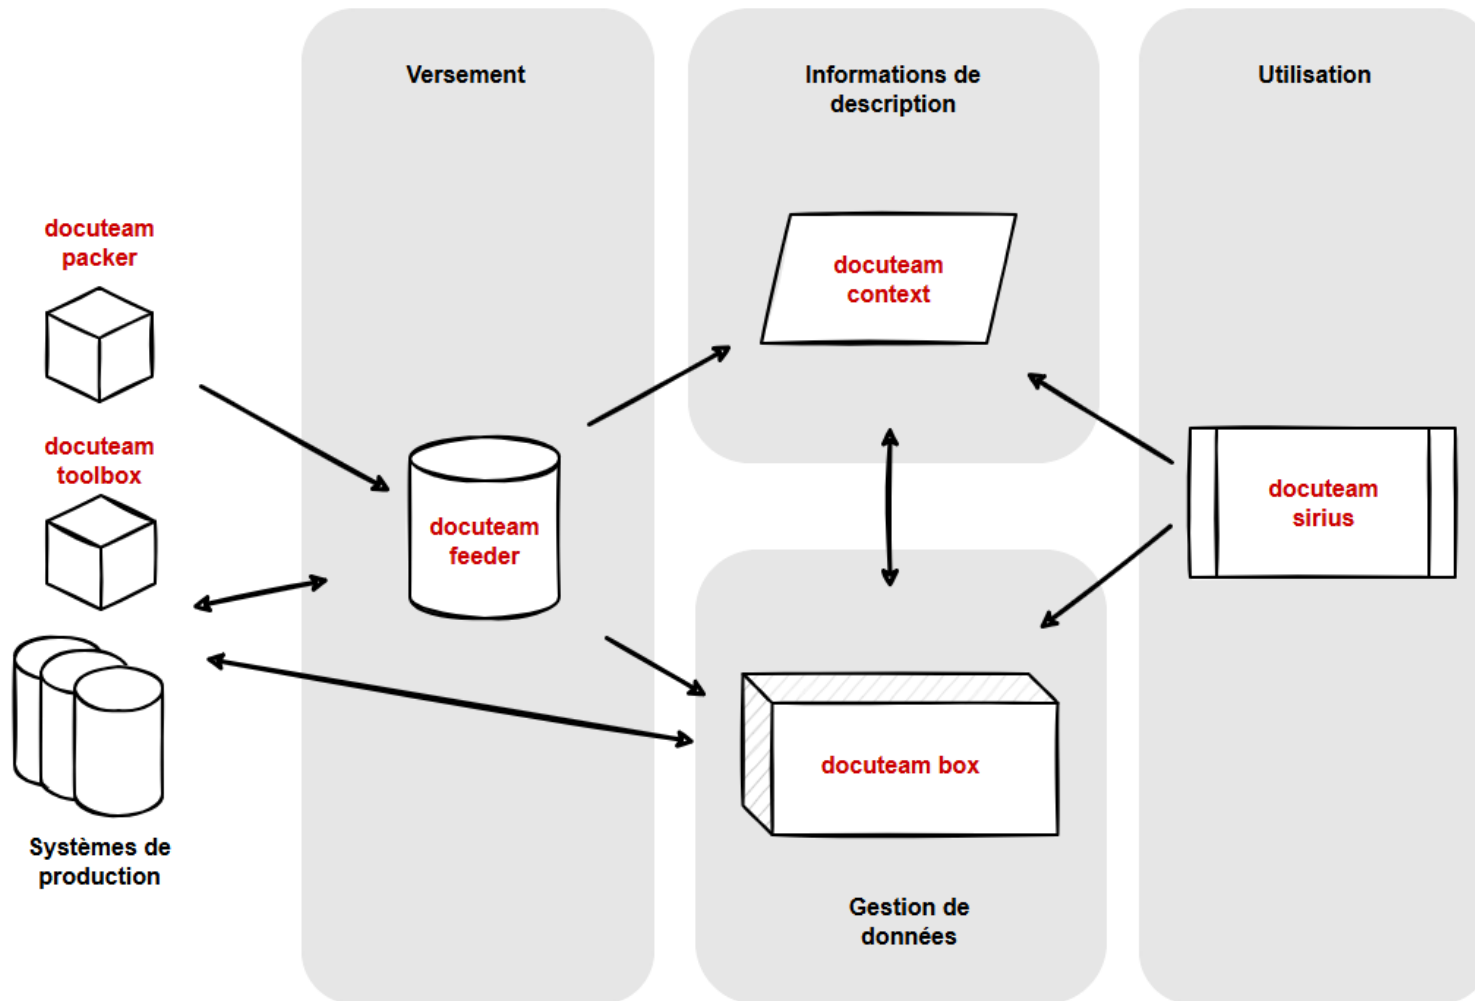 Versement
Informations de
description
Utilisation
docuteam
packer
docuteam
context
docuteam
toolbox
docuteam
feeder
docuteam
sirius
docuteam box
Systèmes de
production
Gestion de
données